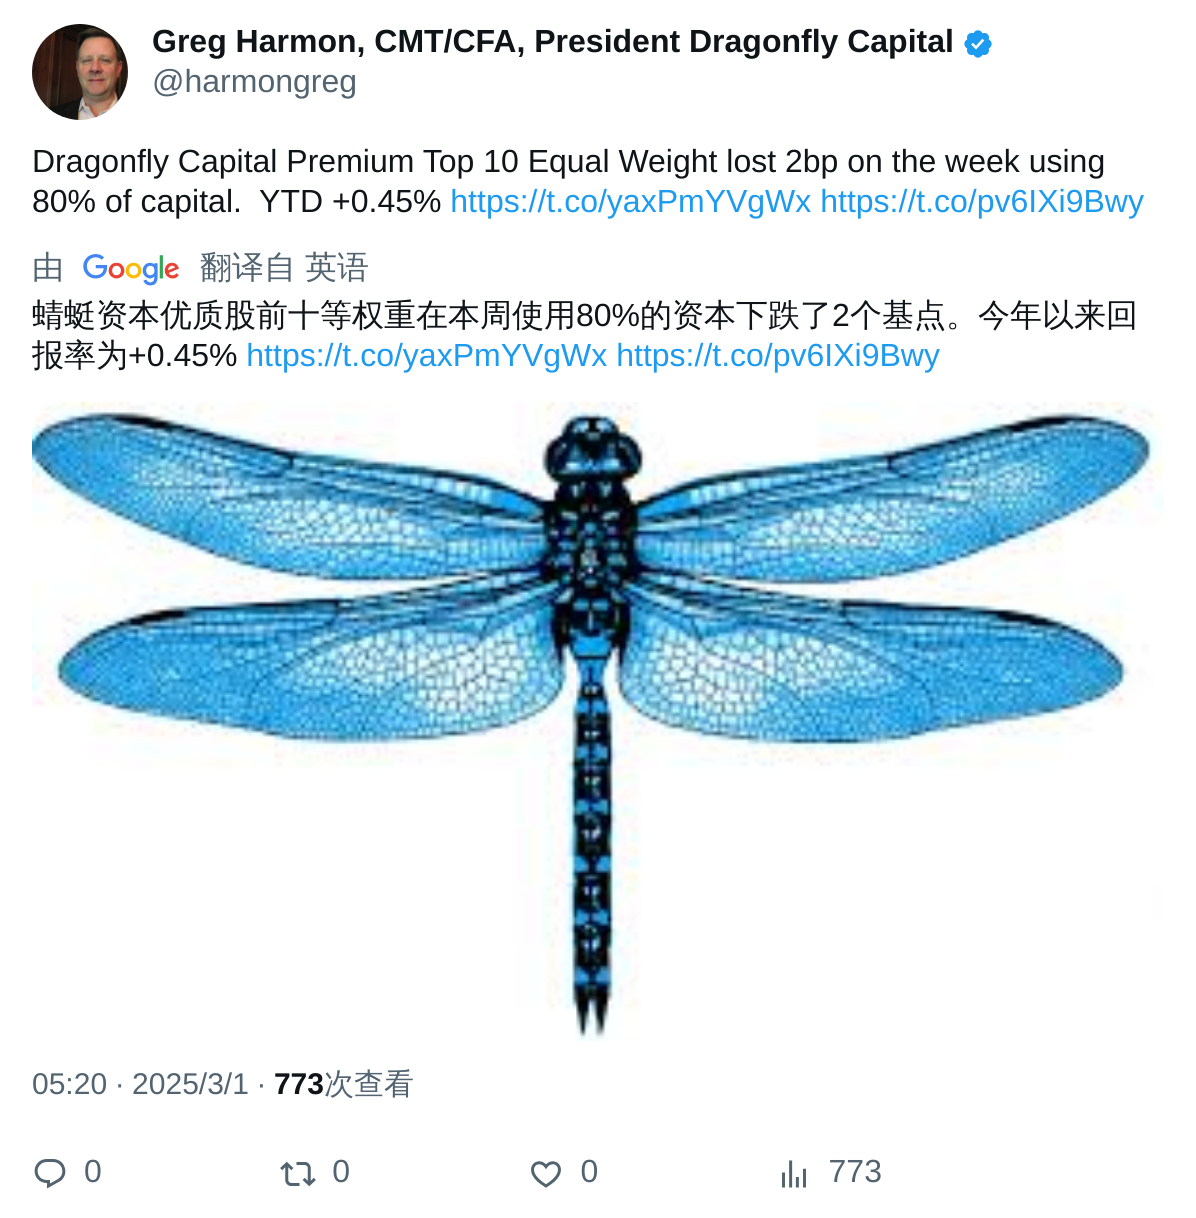 Greg Harmon, CMT/CFA, President Dragonfly Capital
@harmongreg
Dragonfly Capital Premium Top 10 Equal Weight lost 2bp on the week using
80% of capital.  YTD +0.45% https://t.co/yaxPmYVgWx https://t.co/pv6IXi9Bwy
由 Google 翻译自 英语
蜻蜓资本优质股前十等权重在本周使用80%的资本下跌了2个基点。今年以来回
报率为+0.45% https://t.co/yaxPmYVgWx https://t.co/pv6IXi9Bwy
05:20 · 2025/3/1 · 773次查看
0 0 0 773